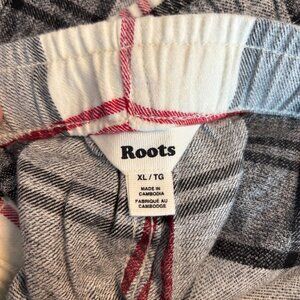 Roots
XL / TG
MADE IN
CAMBODIA
FABRIQUÉ AU
CAMBODGE